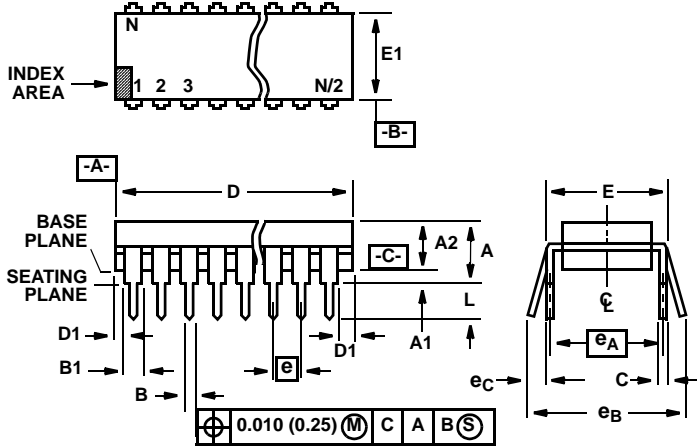 N
E1
INDEX
AREA
1 2 3 N/2
-B-
-A-
D
E
BASE
PLANE
A2 A
-C-
SEATING
PLANE
L
C L
D1
D1
A1
e
eA
B1
C
eC
B
eB
0.010 (0.25) M C A B S